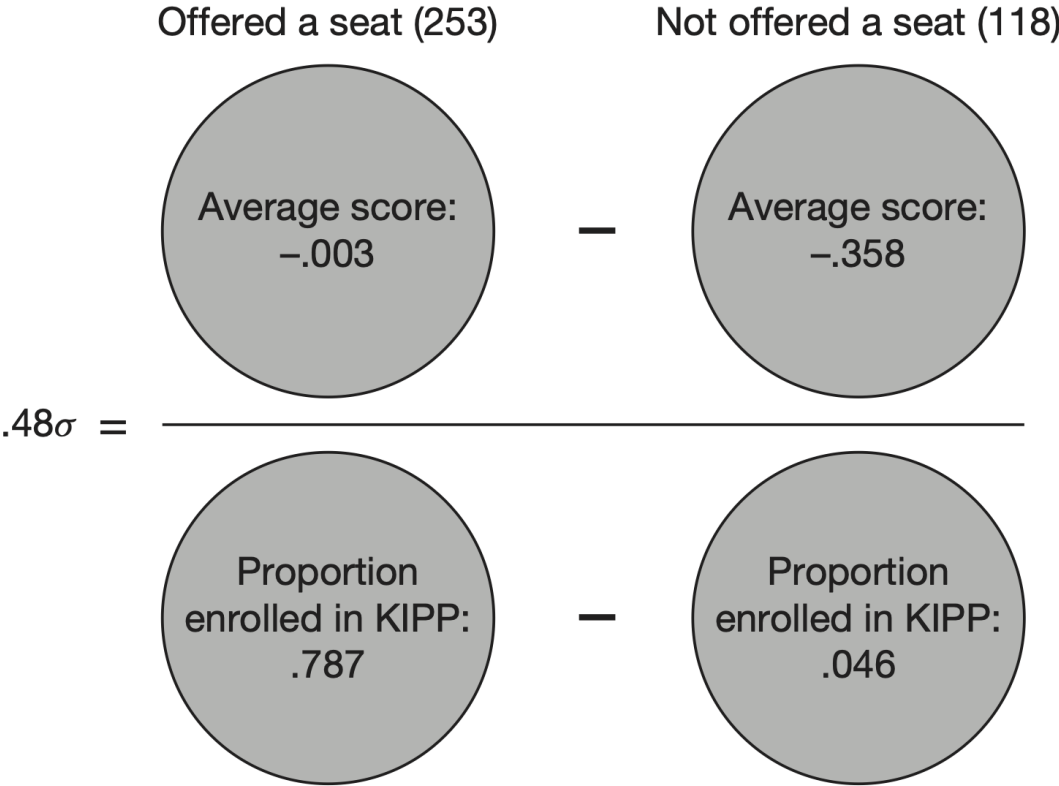 Offered a seat (253)
Not offered a seat (118)
Average score:
–.003
–
Average score:
–.358
.48σ =
Proportion
enrolled in KIPP:
.787
–
Proportion
enrolled in KIPP:
.046